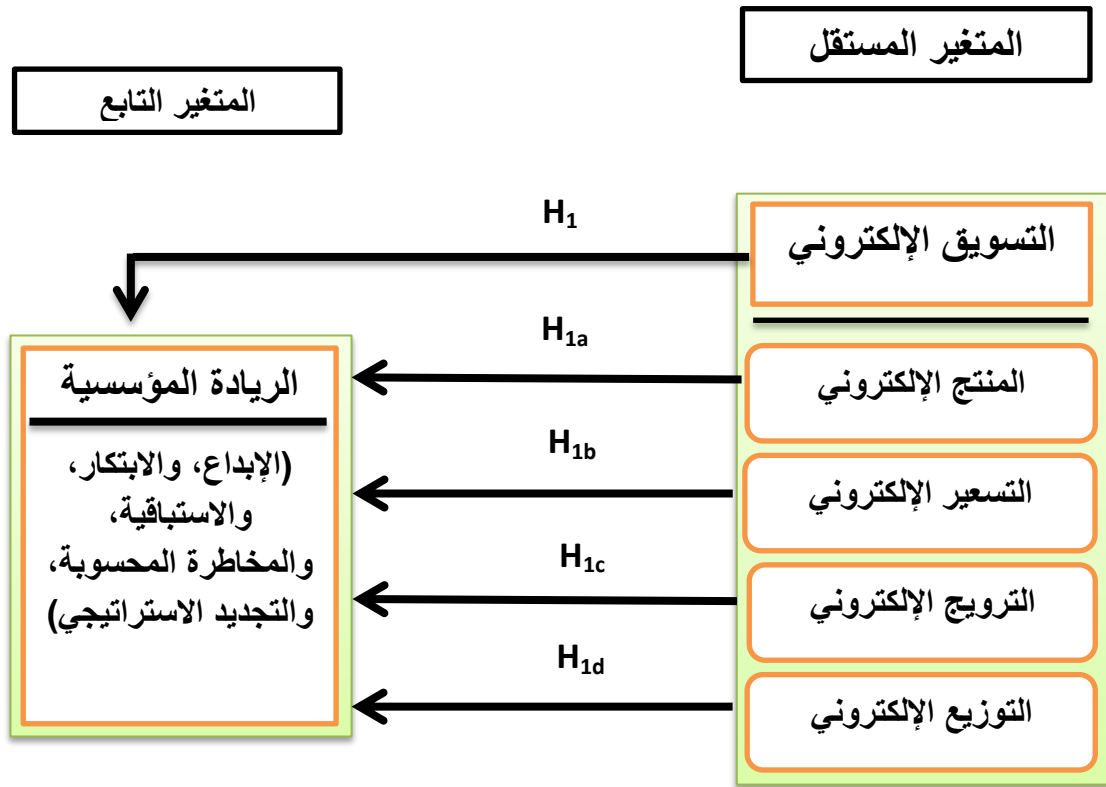 المتغير المستقل
المتغير التابع
H1
التسويق الإلكتروني
H1a
المنتج الإلكتروني
الريادة المؤسسية
H1b
التسعير الإلكتروني
(الإبداع، والابتكار،
والاستباقية،
والمخاطرة المحسوبة،
والتجديد الاستراتيجي)
H1c
الترويج الإلكتروني
H1d
التوزيع الإلكتروني